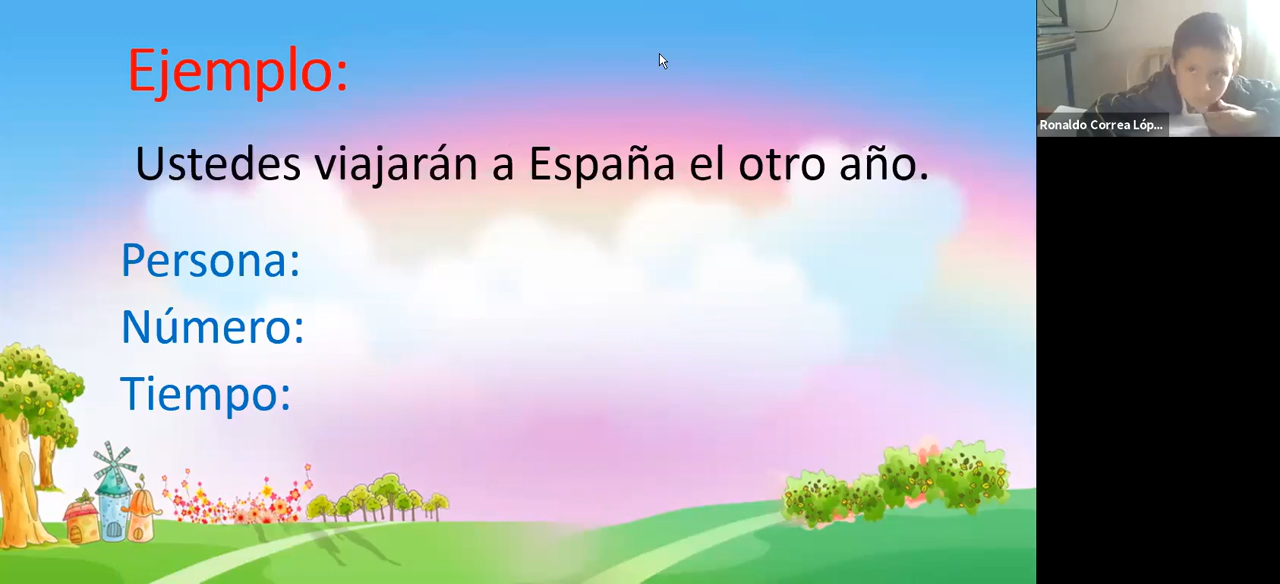 Ejemplo:
Ustedes viajarán a España el otro año.
Persona:
Número:
Tiempo:
Ronaldo Correa Lóp...